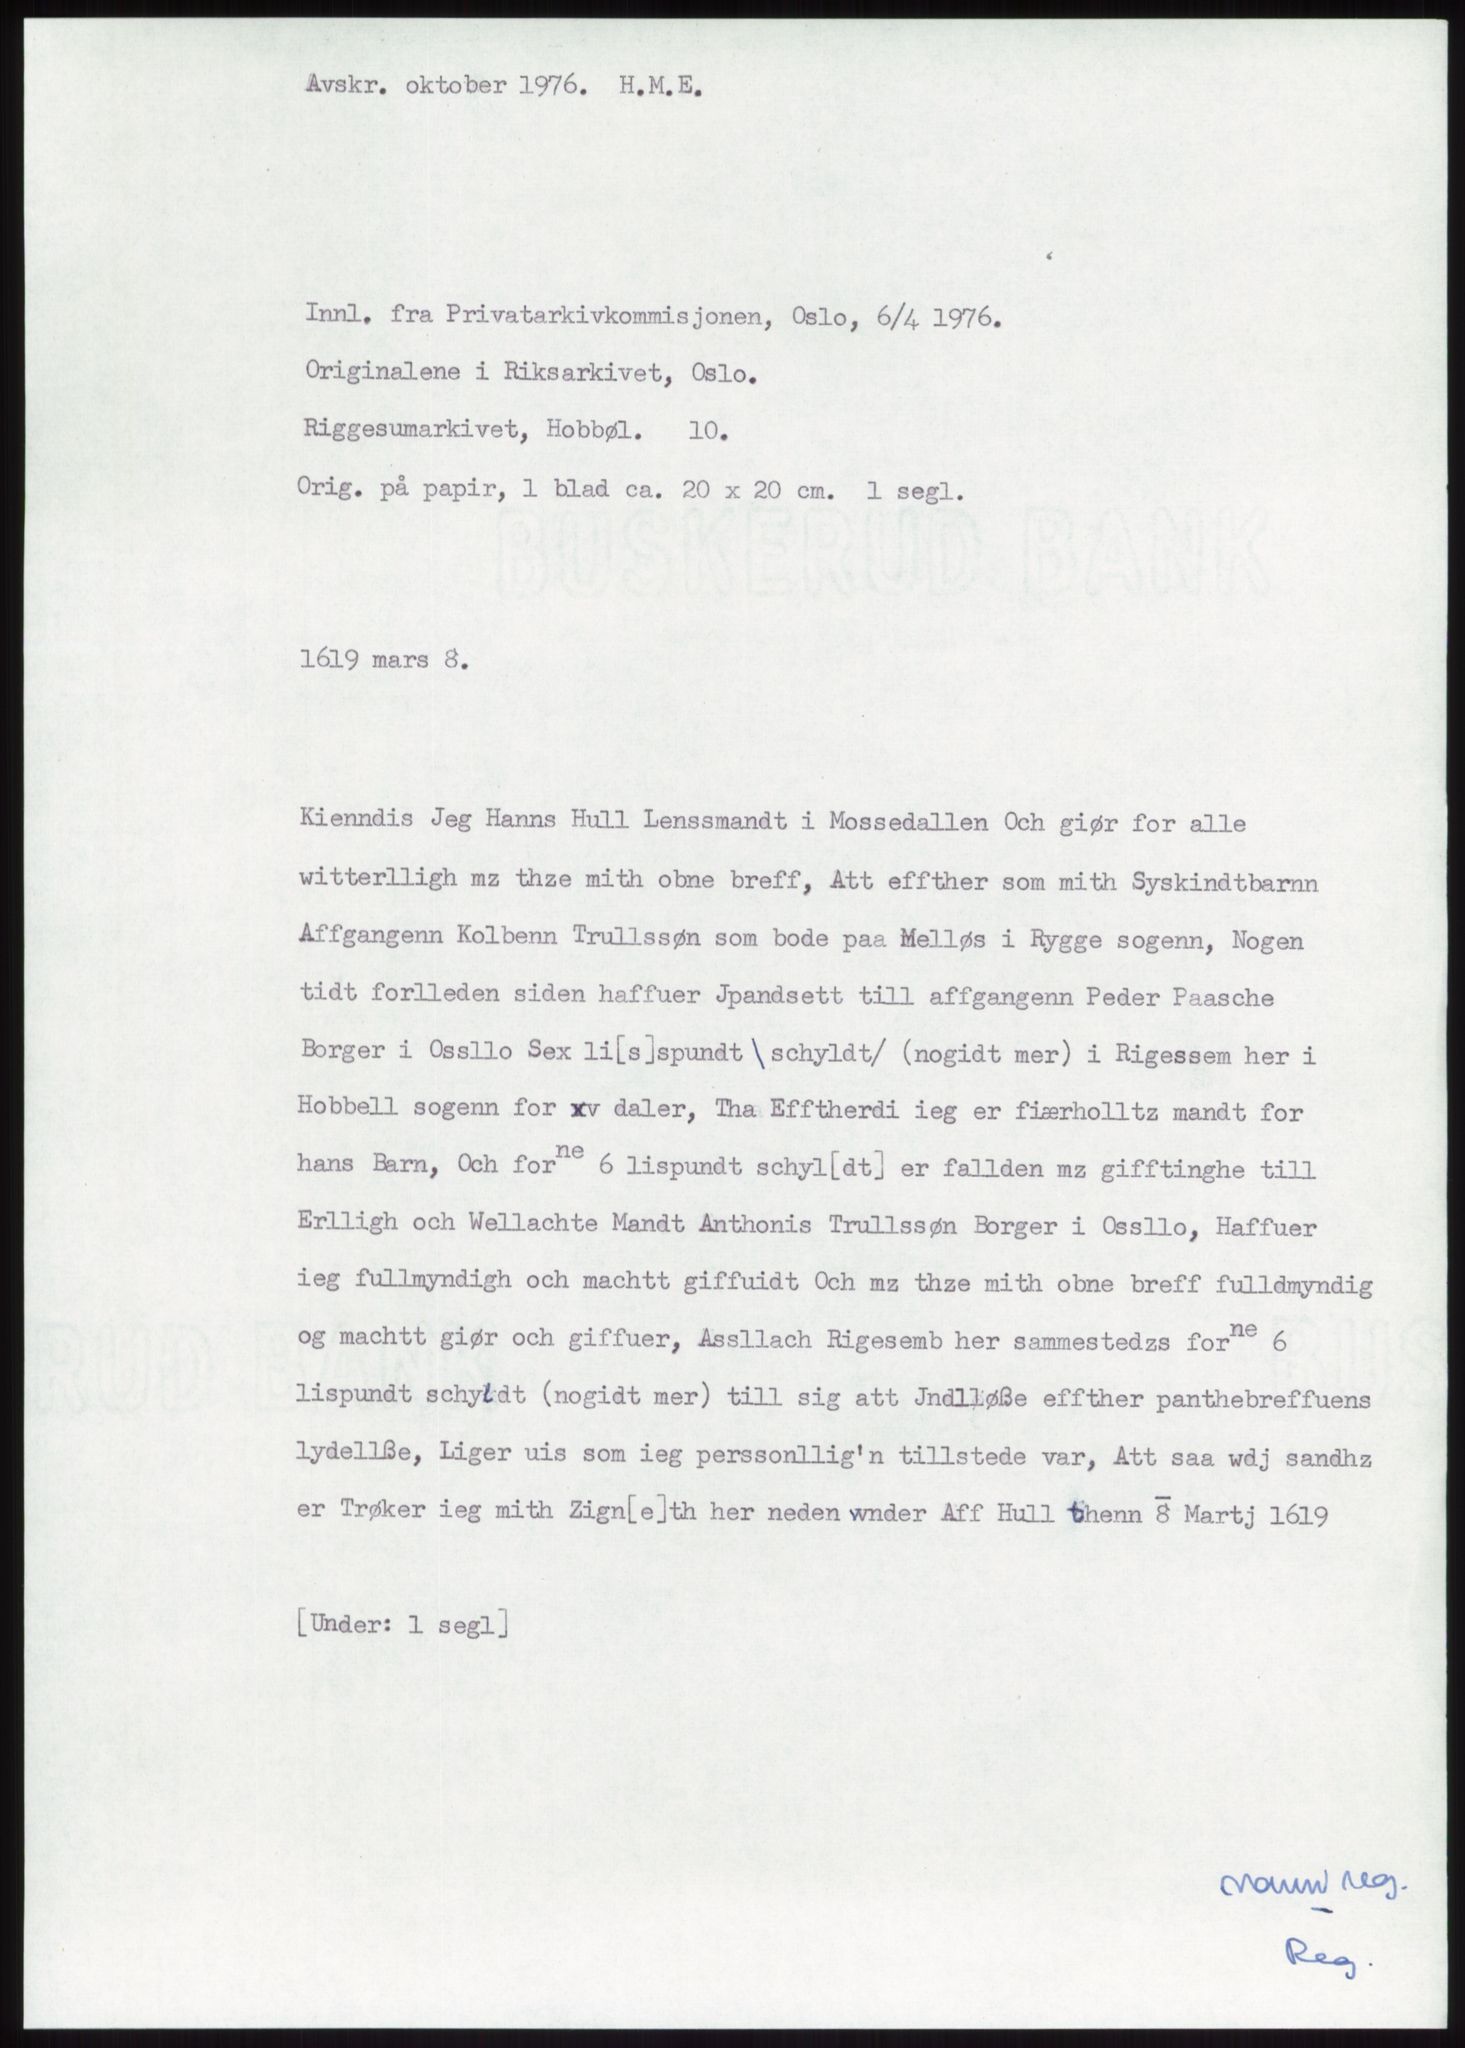 Avskr. oktober 1976. H.M.E.
Innl. fra Privatarkivkommisjonen, Oslo, 6/4 1976.
Originalene i Riksarkivet, Oslo.
Riggesumarkivet, Hobbøl. 10.
Orig. på papir, 1 blad ca. 20 x 20 cm. 1 segl.
BUSKERUD BANK
1619 mars 8.
Kienndis Jeg Hanns Hull Lenssmandt i Mossedallen Och giør for alle
witterlligh mz thze mith obne breff, Att effther som mith Syskindtbarnn
Affgangenn Kolbenn Trullssøn som bode paa Melløs i Rygge sogenn, Nogen
tidt forlleden siden haffuer Jpandsett till affgangenn Peder Paasche
Borger i Ossllo Sex li[s]spundt \ schyldt/ (nogidt mer) i Rigessem her i
Hobbell sogenn for xv daler, Tha Efftherdi ieg er fiærholltz mandt for
hans Barn, Och forne 6 lispundt schyl[dt] er fallden mz gifftinghe till
Erlligh och Wellachte Mandt Anthonis Trullssøn Borger i Ossllo, Haffuer
ieg fullmyndigh och machtt giffuidt Och mz thze mith obne breff fulldmyndig
og machtt giør och giffuer, Assllach Rigesemb her sammestedzs forne 6
lispundt schyldt (nogidt mer) till sig att Jndlløße effther panthebreffuens
lydellße, Liger uis som ieg perssonllig'n tillstede var, Att saa wdj sandhz
er Trøker ieg mith Zign[e]th her neden wnder Aff Hull thenn 8̅ Martj 1619
[Under: 1 segl]
reg.
Reg.